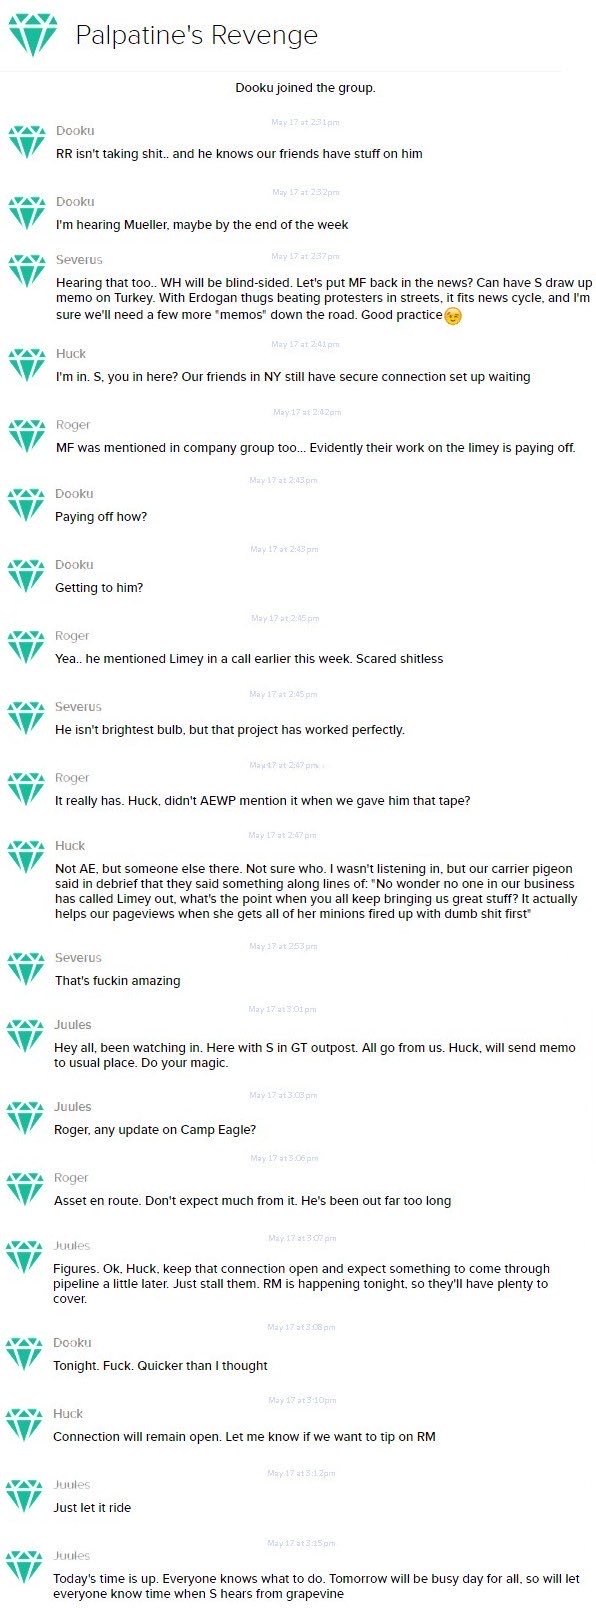 Palpatine's Revenge
Dooku joined the group.
May 17 at 2:31pm
Dooku
RR isn't taking shit.. and he knows our friends have stuff on him
May 17 at 2:32pm
Dooku
I'm hearing Mueller, maybe by the end of the week
May 17 at 2:37pm
Severus
Hearing that too.. WH will be blind-sided. Let's put MF back in the news? Can have S draw up
memo on Turkey. With Erdogan thugs beating protesters in streets, it fits news cycle, and I'm
sure we'll need a few more "memos" down the road. Good practice😉
May 17 at 2:41pm
Huck
I'm in. S, you in here? Our friends in NY still have secure connection set up waiting
May 17 at 2:42pm
Roger
MF was mentioned in company group too... Evidently their work on the limey is paying off.
May 17 at 2:43pm
Dooku
Paying off how?
May 17 at 2:43pm
Dooku
Getting to him?
May 17 at 2:45pm
Roger
Yea.. he mentioned Limey in a call earlier this week. Scared shitless
May 17 at 2:45pm
Severus
He isn't brightest bulb, but that project has worked perfectly.
May 17 at 2:47pm
Roger
It really has. Huck, didn't AEWP mention it when we gave him that tape?
May 17 at 2:47pm
Huck
Not AE, but someone else there. Not sure who. I wasn't listening in, but our carrier pigeon
said in debrief that they said something along lines of: "No wonder no one in our business
has called Limey out, what's the point when you all keep bringing us great stuff? It actually
helps our pageviews when she gets all of her minions fired up with dumb shit first"
May 17 at 2:53pm
Severus
That's fuckin amazing
May 17 at 3:01pm
Juules
Hey all, been watching in. Here with S in GT outpost. All go from us. Huck, will send memo
to usual place. Do your magic.
May 17 at 3:03pm
Juules
Roger, any update on Camp Eagle?
May 17 at 3:06pm
Roger
Asset en route. Don't expect much from it. He's been out far too long
May 17 at 3:07pm
Juules
Figures. Ok, Huck, keep that connection open and expect something to come through
pipeline a little later. Just stall them. RM is happening tonight, so they'll have plenty to
cover.
May 17 at 3:08pm
Dooku
Tonight. Fuck. Quicker than I thought
May 17 at 3:10pm
Huck
Connection will remain open. Let me know if we want to tip on RM
May 17 at 3:12pm
Juules
Just let it ride
May 17 at 3:15pm
Juules
Today's time is up. Everyone knows what to do. Tomorrow will be busy day for all, so will let
everyone know time when S hears from grapevine